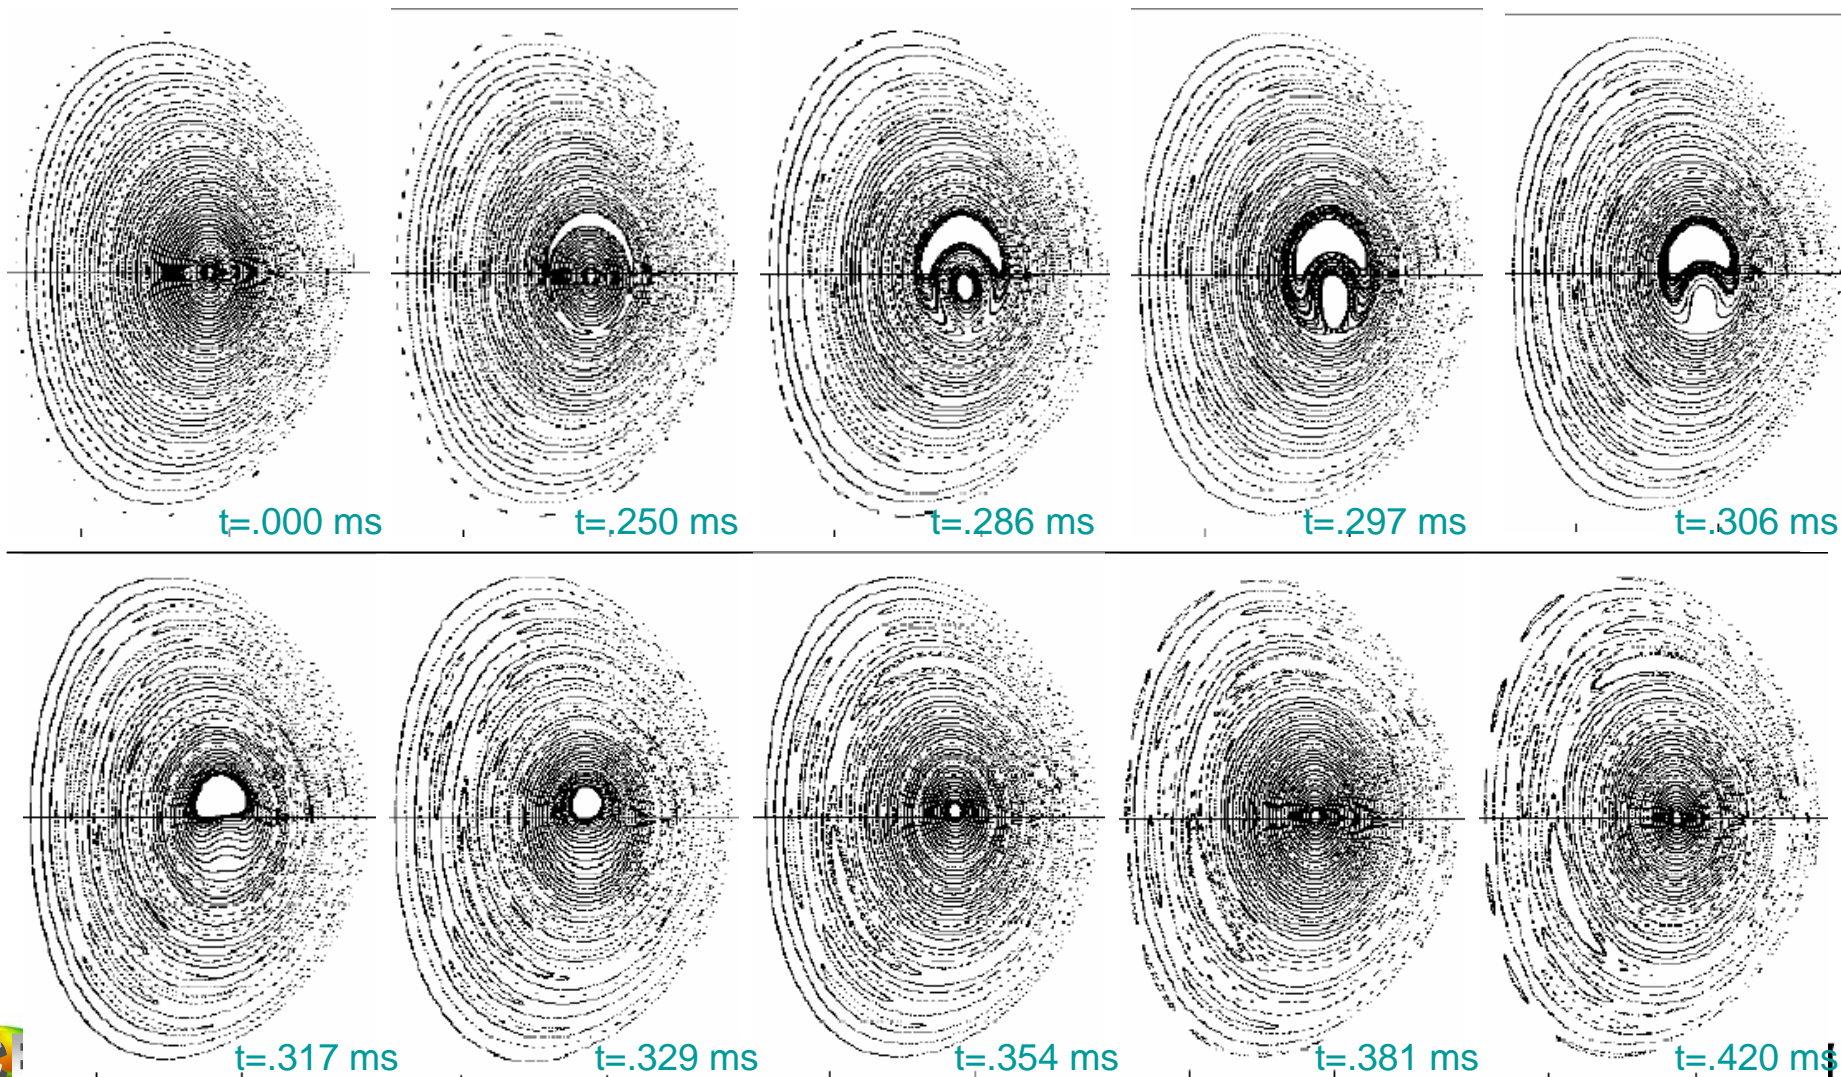 t=.000 ms
t=.250 ms
t=.286 ms
t=.297 ms
t=.306 ms
t=.317 ms
t=.329 ms
t=.354 ms
t=.381 ms
t=.420 ms